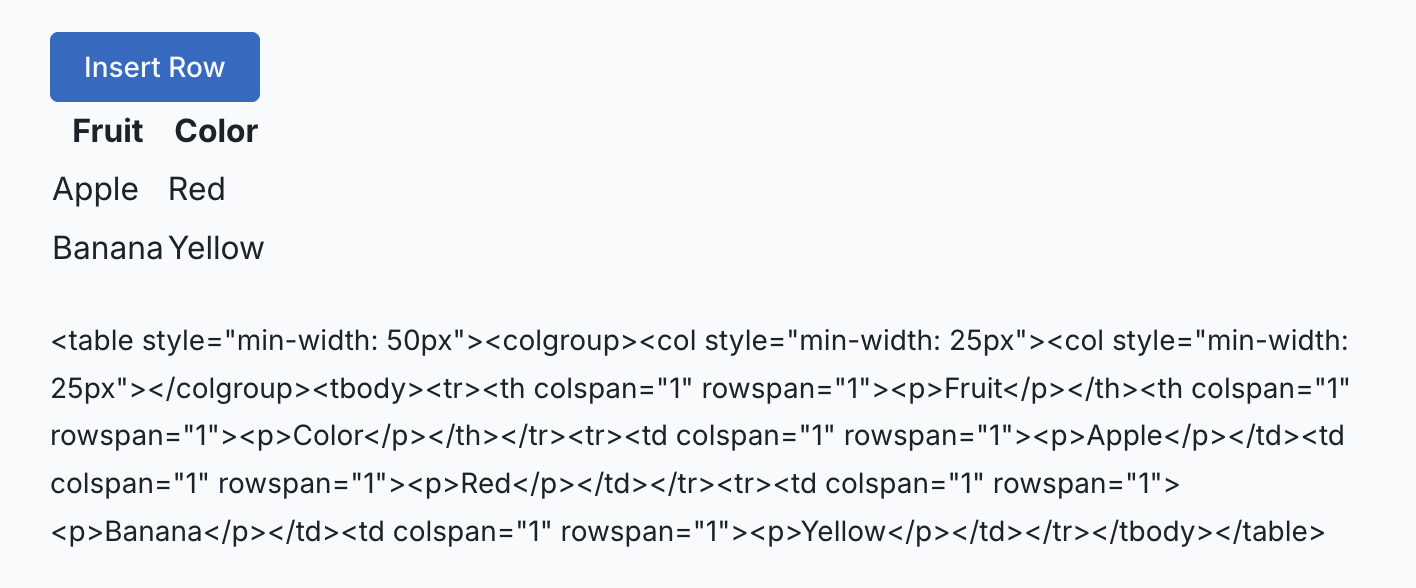 Insert Row
Fruit Color
Apple Red
Banana Yellow
<table style="min-width: 50px"><colgroup><col style="min-width: 25px"><col style="min-width:
25px"></colgroup><tbody><tr><th colspan="1" rowspan="1"><p>Fruit</p></th><th colspan="1"
rowspan="1"><p>Color</p></th></tr><tr><td colspan="1" rowspan="1"><p>Apple</p></td><td
colspan="1" rowspan="1"><p>Red</p></td></tr><tr><td colspan="1" rowspan="1">
<p>Banana</p></td><td colspan="1" rowspan="1"><p>Yellow</p></td></tr></tbody></table>